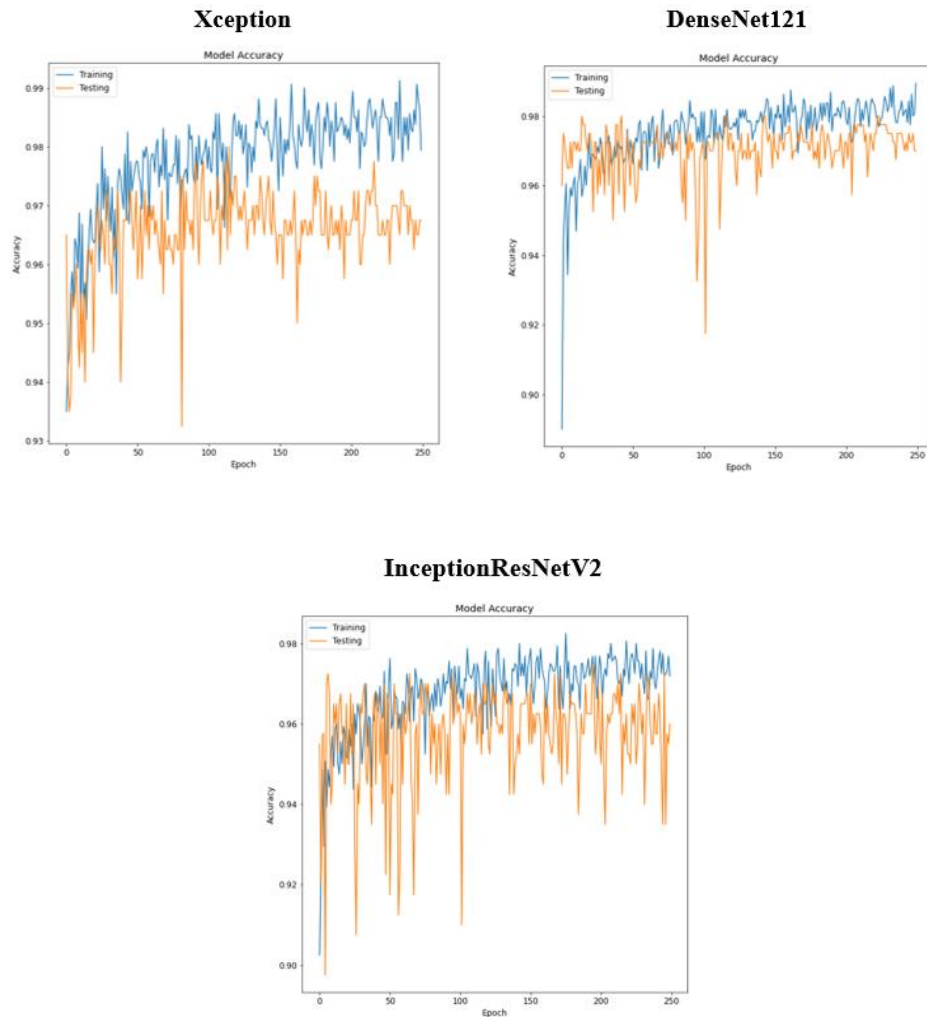 Xception
Model Accuracy
Training
Testing
0.99
0.98
0.97
0.96
0.95
0.94
0.93
Accuracy
0
50
100
150
200
250
Epoch
DenseNet121
Model Accuracy
Training
Testing
0.98
0.96
0.94
0.92
0.90
Accuracy
0
50
100
150
200
250
Epoch
InceptionResNetV2
Model Accuracy
Training
Testing
0.98
0.96
0.94
0.92
0.90
Accuracy
0
50
100
150
200
250
Epoch